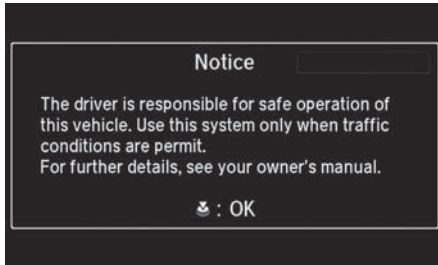 Notice
The driver is responsible for safe operation of
this vehicle. Use this system only when traffic
conditions are permit.
For further details, see your owner's manual.
: OK